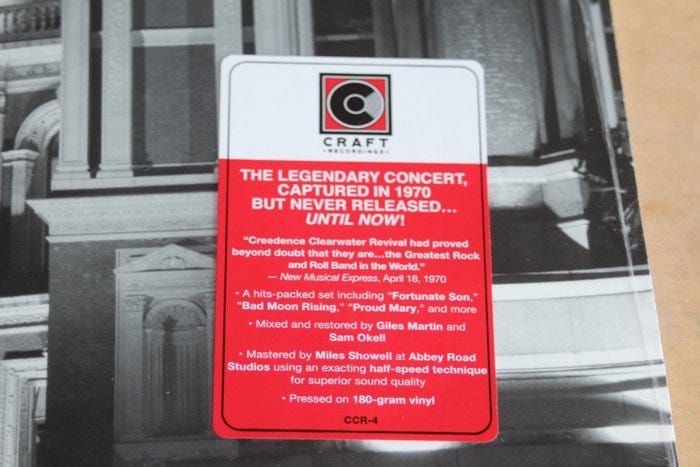 CRAFT
•RECORDINGS•
THE LEGENDARY CONCERT,
CAPTURED IN 1970
BUT NEVER RELEASED...
UNTIL NOW!
“Creedence Clearwater Revival had proved
beyond doubt that they are...the Greatest Rock
and Roll Band in the World.”
— New Musical Express, April 18, 1970
• A hits-packed set including “Fortunate Son,”
“Bad Moon Rising,” “Proud Mary,” and more
• Mixed and restored by Giles Martin and
Sam Okell
• Mastered by Miles Showell at Abbey Road
Studios using an exacting half-speed technique
for superior sound quality
• Pressed on 180-gram vinyl
CCR-4